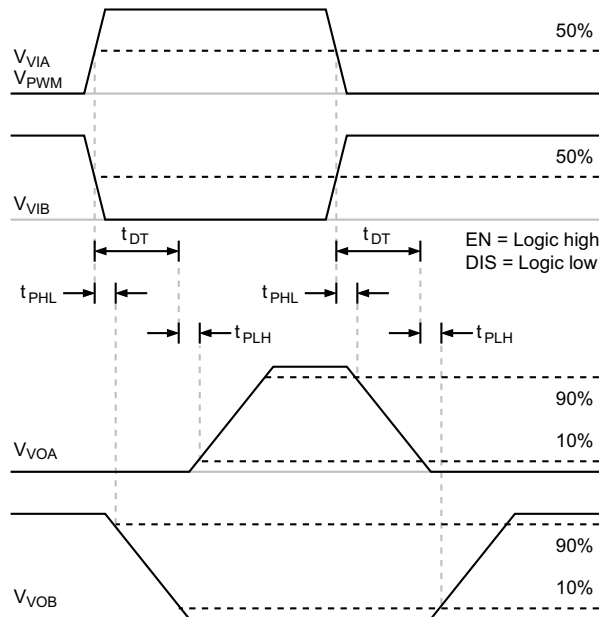 50%
V_VIA
V_PWM
50%
V_VIB
t_DT
t_DT
EN = Logic high
DIS = Logic low
t_PHL
t_PHL
t_PLH
t_PLH
90%
10%
V_VOA
90%
10%
V_VOB